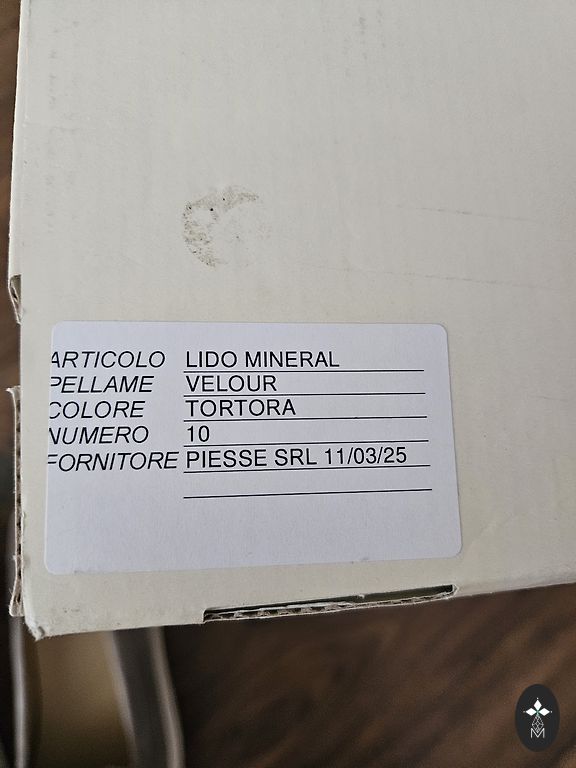 ARTICOLO LIDO MINERAL
PELLAME VELOUR
COLORE TORTORA
NUMERO 10
FORNITORE PIESSE SRL 11/03/25
M